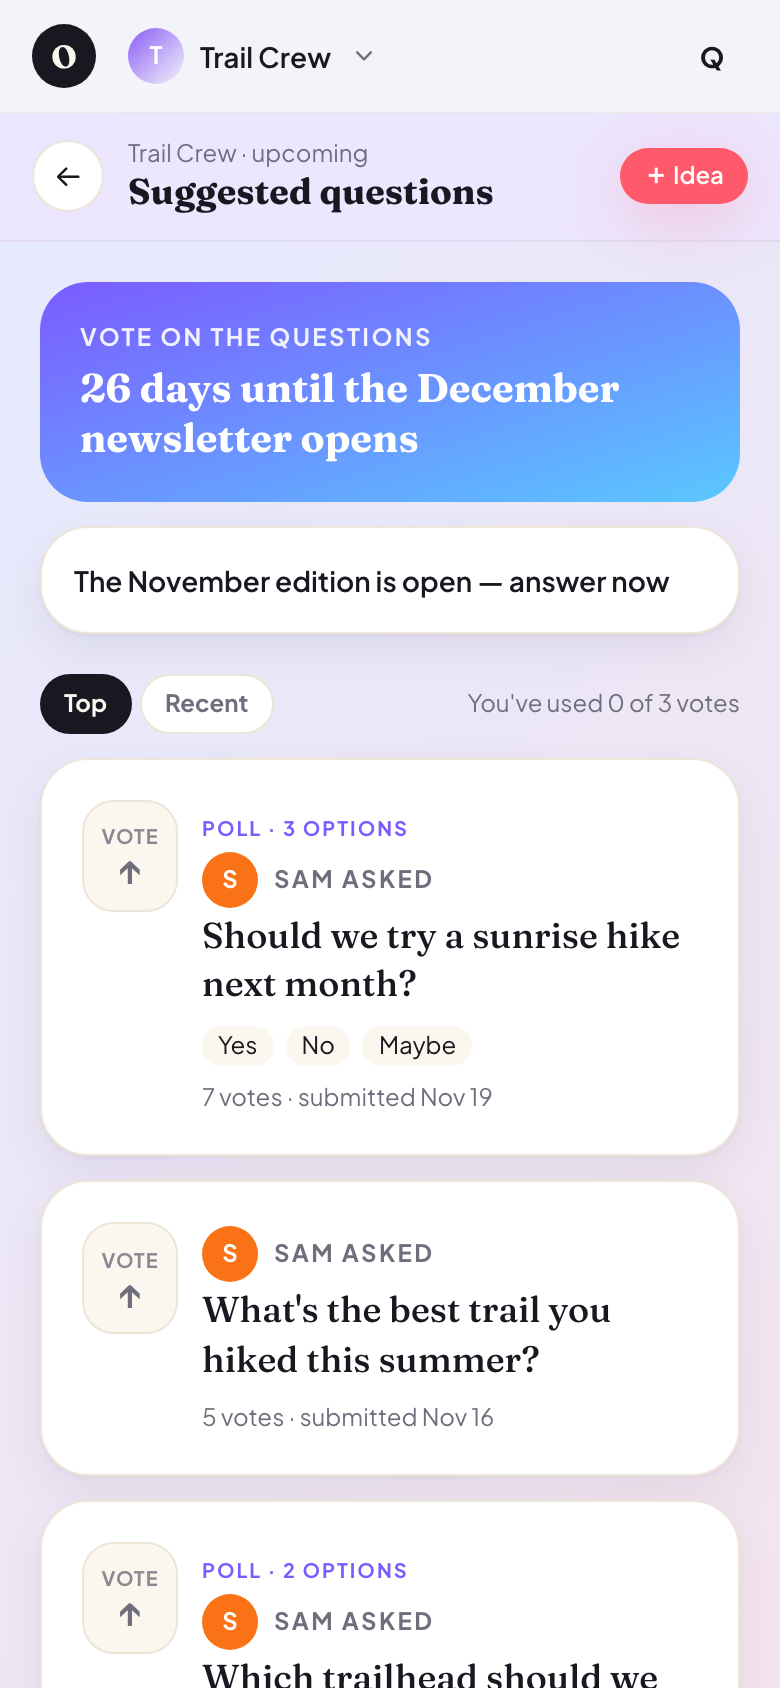 O
T
Trail Crew
Q
Trail Crew · upcoming
Suggested questions
+ Idea
VOTE ON THE QUESTIONS
26 days until the December
newsletter opens
The November edition is open — answer now
Top
Recent
You've used 0 of 3 votes
VOTE
POLL · 3 OPTIONS
S
SAM ASKED
Should we try a sunrise hike
next month?
Yes
No
Maybe
7 votes · submitted Nov 19
VOTE
S
SAM ASKED
What's the best trail you
hiked this summer?
5 votes · submitted Nov 16
VOTE
POLL · 2 OPTIONS
S
SAM ASKED
Which trailhead should we